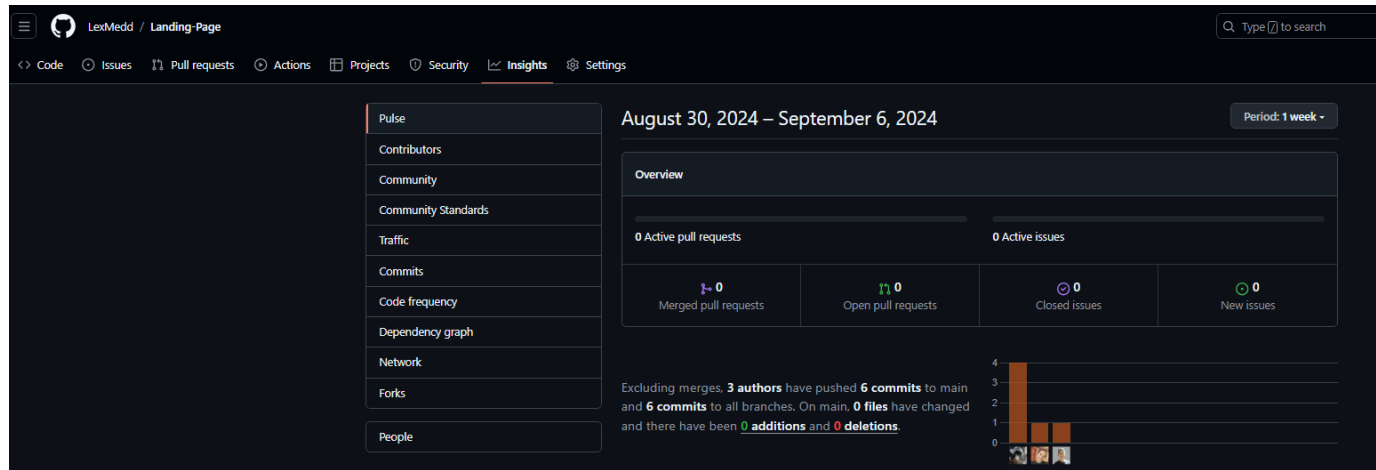 LexMedd / Landing-Page
Type / to search
Code Issues Pull requests Actions Projects Security Insights Settings
Pulse
Contributors
Community
Community Standards
Traffic
Commits
Code frequency
Dependency graph
Network
Forks
People
August 30, 2024 – September 6, 2024
Period: 1 week
Overview
0 Active pull requests
0 Active issues
0
Merged pull requests
0
Open pull requests
0
Closed issues
0
New issues
Excluding merges, 3 authors have pushed 6 commits to main
and 6 commits to all branches. On main, 0 files have changed
and there have been 0 additions and 0 deletions.
4
3
2
1
0